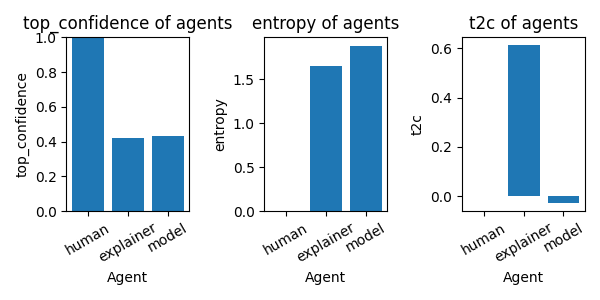 top_confidence of agents
entropy of agents
t2c of agents
top_confidence
1.0
0.8
0.6
0.4
0.2
0.0
human
explainer
model
Agent
entropy
1.5
1.0
0.5
0.0
human
explainer
model
Agent
t2c
0.6
0.4
0.2
0.0
human
explainer
model
Agent